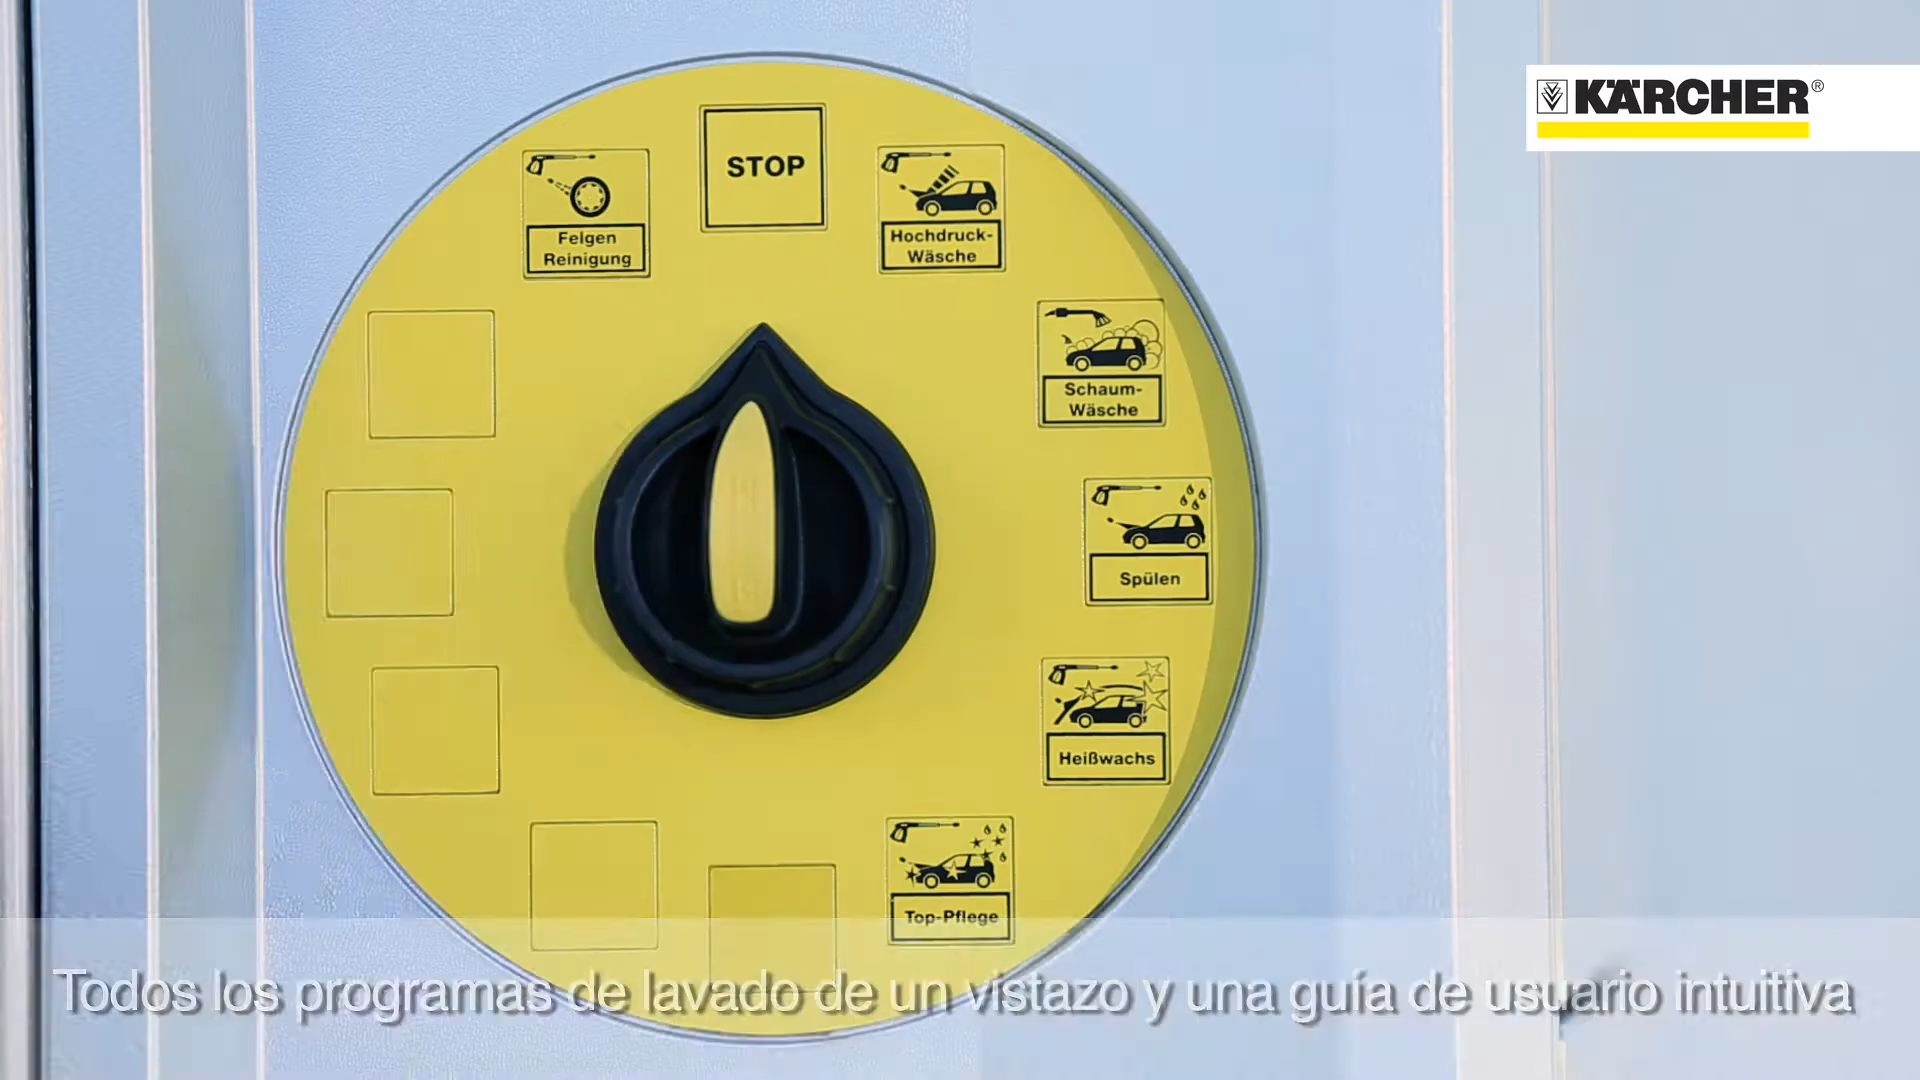 KÄRCHER®
STOP
Felgen
Reinigung
Hochdruck-
Wäsche
Schaum-
Wäsche
Spülen
Heißwachs
Top-Pflege
Todos los programas de lavado de un vistazo y una guía de usuario intuitiva